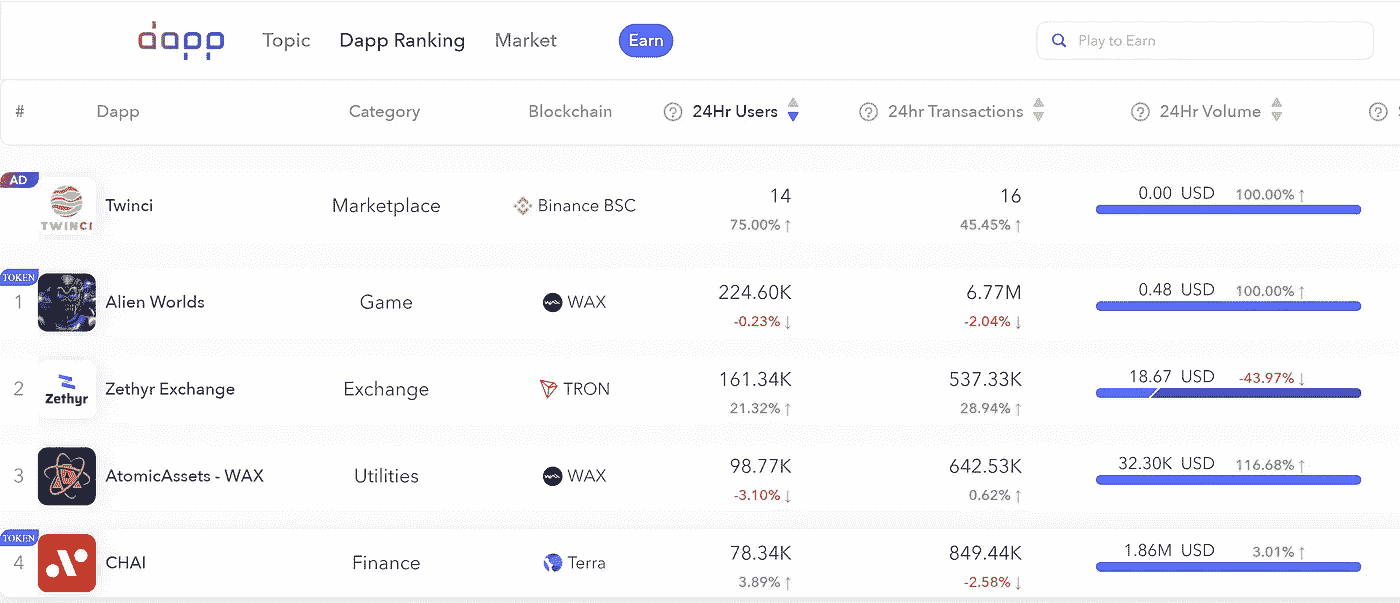 dapp Topic Dapp Ranking Market Earn Play to Earn
# Dapp Category Blockchain ? 24Hr Users ? 24hr Transactions ? 24Hr Volume ?
AD
TWINCI Twinci Marketplace Binance BSC 14 16 0.00 USD 100.00% ↑
75.00% ↑ 45.45% ↑
TOKEN
1 Alien Worlds Game WAX 224.60K 6.77M 0.48 USD 100.00% ↑
-0.23% ↓ -2.04% ↓
2 Zethyr Zethyr Exchange Exchange TRON 161.34K 537.33K 18.67 USD -43.97% ↓
21.32% ↑ 28.94% ↑
3 AtomicAssets - WAX Utilities WAX 98.77K 642.53K 32.30K USD 116.68% ↑
-3.10% ↓ 0.62% ↑
TOKEN
4 CHAI Finance Terra 78.34K 849.44K 1.86M USD 3.01% ↑
3.89% ↑ -2.58% ↓